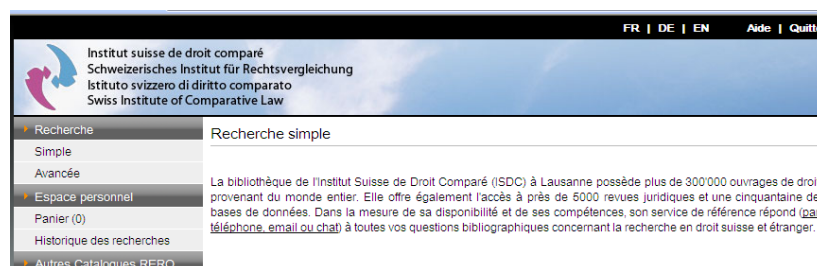 FR | DE | EN Aide |
Institut suisse de droit comparé
Schweizerisches Institut für Rechtsvergleichung
Istituto svizzero di diritto comparato
Swiss Institute of Comparative Law
Recherche
Simple
Avancée
Espace personnel
Panier (0)
Historique des recherches
Autres Catalogues RERO
Recherche simple
La bibliothèque de l'Institut Suisse de Droit Comparé (ISDC) à Lausanne possède plus de 300'000 ouvrages de
provenant du monde entier. Elle offre également l'accès à près de 5000 revues juridiques et une cinquantaine de
bases de données. Dans la mesure de sa disponibilité et de ses compétences, son service de référence répond
téléphone, email ou chat) à toutes vos questions bibliographiques concernant la recherche en droit suisse et étranger.